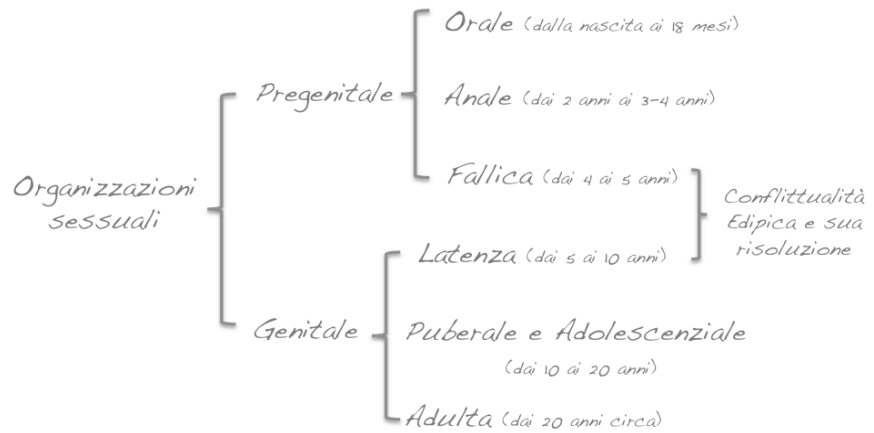 Organizzazioni
sessuali
Pregenitale
Orale (dalla nascita ai 18 mesi)
Anale (dai 2 anni ai 3-4 anni)
Fallica (dai 4 ai 5 anni)
Conflittualità
Edipica e sua
risoluzione
Genitale
Latenza (dai 5 ai 10 anni)
Puberale e Adolescenziale
(dai 10 ai 20 anni)
Adulta (dai 20 anni circa)